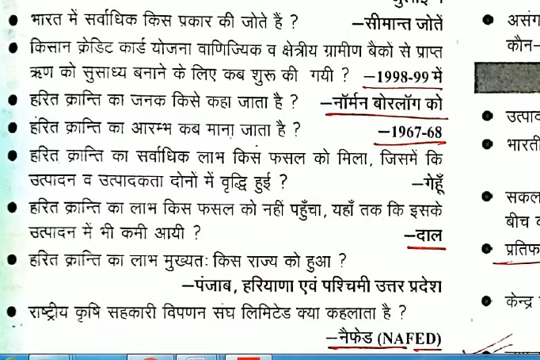 भारत में सर्वाधिक किस प्रकार की जोतें हैं ? –सीमान्त जोतें
किसान क्रेडिट कार्ड योजना वाणिज्यिक व क्षेत्रीय ग्रामीण बैकों से प्राप्त
ऋण को सुसाध्य बनाने के लिए कब शुरू की गयी ? –1998-99 में
हरित क्रान्ति का जनक किसे कहा जाता है ? –नॉर्मन बोरलॉग को
हरित क्रान्ति का आरम्भ कब माना जाता है ? –1967-68
हरित क्रान्ति का सर्वाधिक लाभ किस फसल को मिला, जिसमें कि
उत्पादन व उत्पादकता दोनों में वृद्धि हुई ? –गेहूँ
हरित क्रान्ति का लाभ किस फसल को नहीं पहुँचा, यहाँ तक कि इसके
उत्पादन में भी कमी आयी ? –दाल
हरित क्रान्ति का लाभ मुख्यतः किस राज्य को हुआ ?
–पंजाब, हरियाणा एवं पश्चिमी उत्तर प्रदेश
राष्ट्रीय कृषि सहकारी विपणन संघ लिमिटेड क्या कहलाता है ?
–नैफेड (NAFED)
असंग
कौन–
उत्पाद
भारती
सकल
बीच व
प्रतिफ
केन्द्र